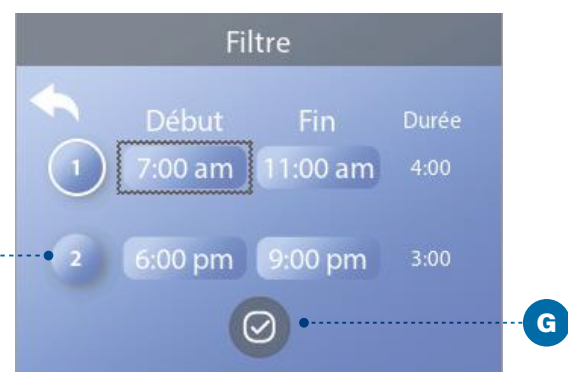 Filtre
Début Fin Durée
1 7:00 am 11:00 am 4:00
2 6:00 pm 9:00 pm 3:00
G